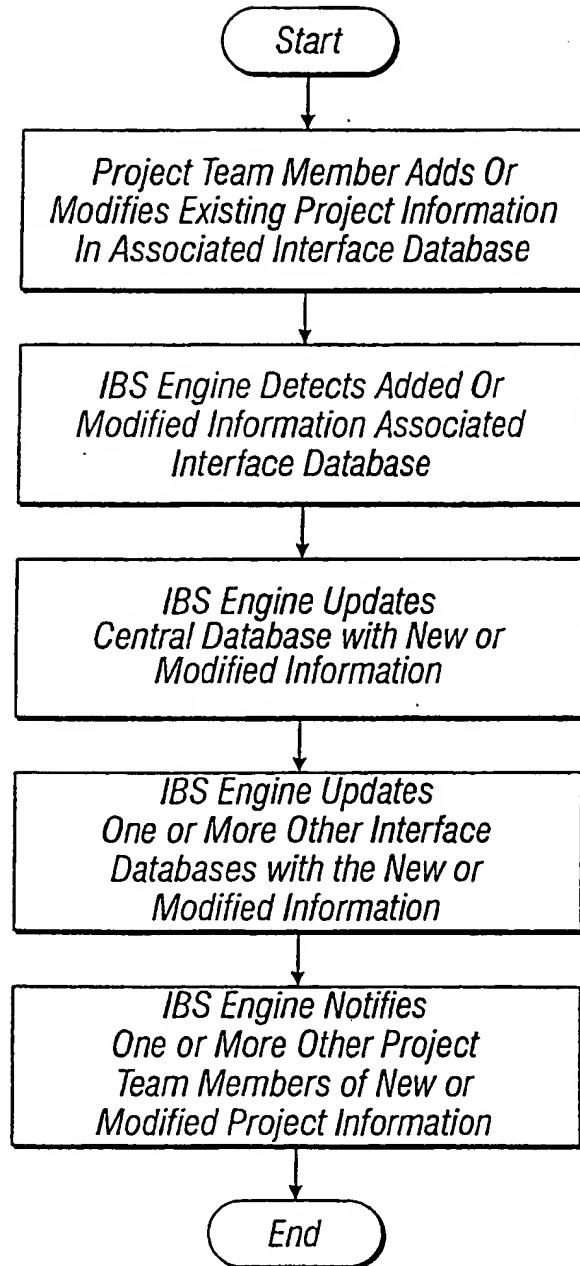 Start
Project Team Member Adds Or
Modifies Existing Project Information
In Associated Interface Database
IBS Engine Detects Added Or
Modified Information Associated
Interface Database
IBS Engine Updates
Central Database with New or
Modified Information
IBS Engine Updates
One or More Other Interface
Databases with the New or
Modified Information
IBS Engine Notifies
One or More Other Project
Team Members of New or
Modified Project Information
End